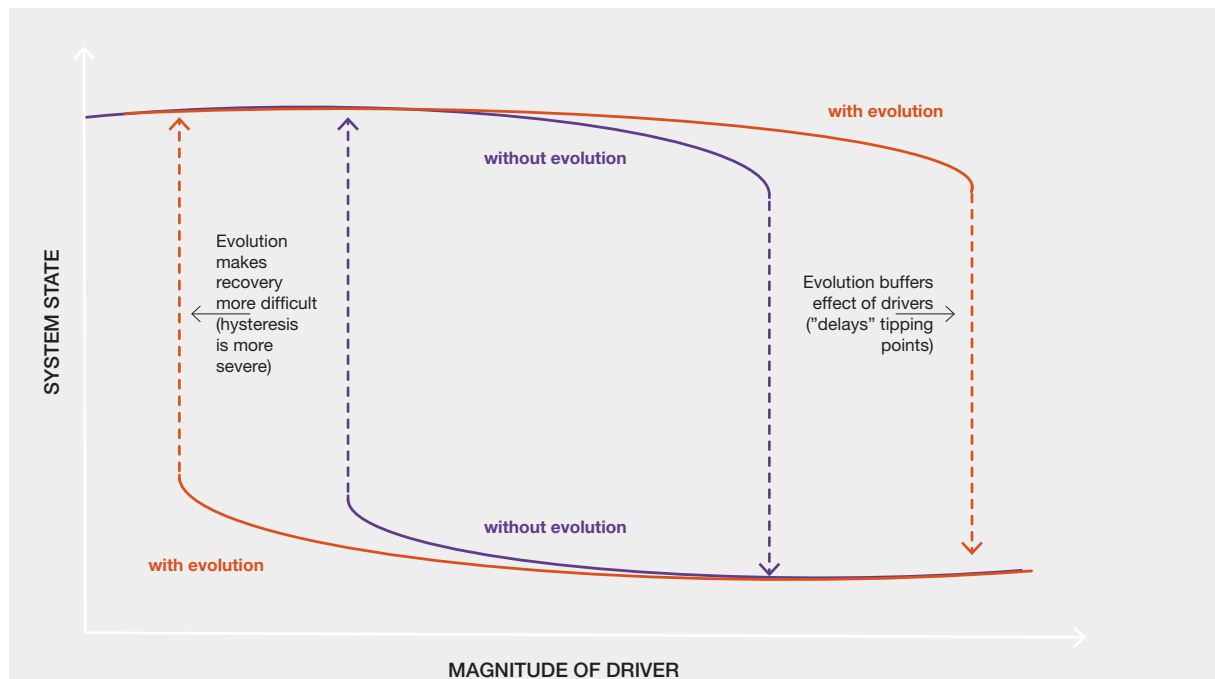 with evolution
without evolution
Evolution
makes
recovery
more difficult
(hysteresis
is more
severe)
Evolution buffers
effect of drivers
(”delays” tipping
points)
SYSTEM STATE
without evolution
with evolution
MAGNITUDE OF DRIVER